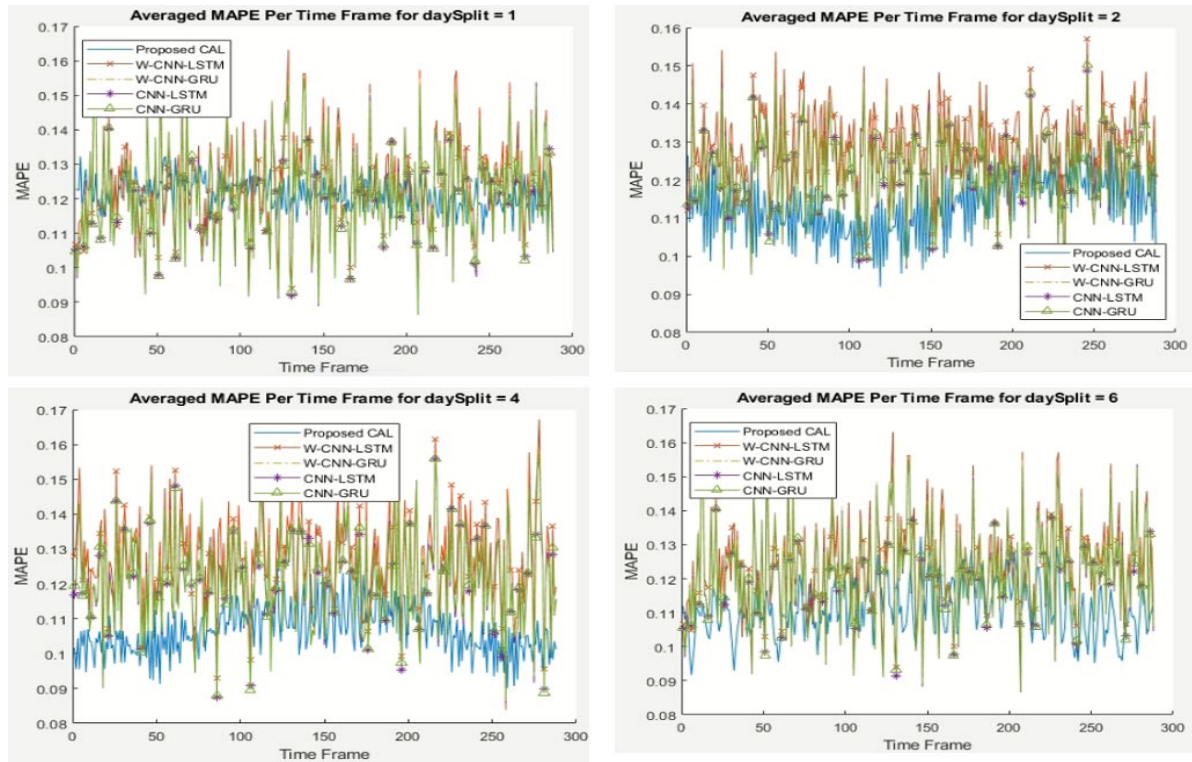 Averaged MAPE Per Time Frame for daySplit = 1
0.17
0.16
0.15
0.14
0.13
0.12
0.11
0.1
0.09
0.08
MAPE
Proposed CAL
W-CNN-LSTM
W-CNN-GRU
CNN-LSTM
CNN-GRU
0
50
100
150
200
250
300
Time Frame
Averaged MAPE Per Time Frame for daySplit = 2
0.16
0.15
0.14
0.13
0.12
0.11
0.1
0.09
0.08
MAPE
Proposed CAL
W-CNN-LSTM
W-CNN-GRU
CNN-LSTM
CNN-GRU
0
50
100
150
200
250
300
Time Frame
Averaged MAPE Per Time Frame for daySplit = 4
0.17
0.16
0.15
0.14
0.13
0.12
0.11
0.1
0.09
0.08
MAPE
Proposed CAL
W-CNN-LSTM
W-CNN-GRU
CNN-LSTM
CNN-GRU
0
50
100
150
200
250
300
Time Frame
Averaged MAPE Per Time Frame for daySplit = 6
0.17
0.16
0.15
0.14
0.13
0.12
0.11
0.1
0.09
0.08
MAPE
Proposed CAL
W-CNN-LSTM
W-CNN-GRU
CNN-LSTM
CNN-GRU
0
50
100
150
200
250
300
Time Frame